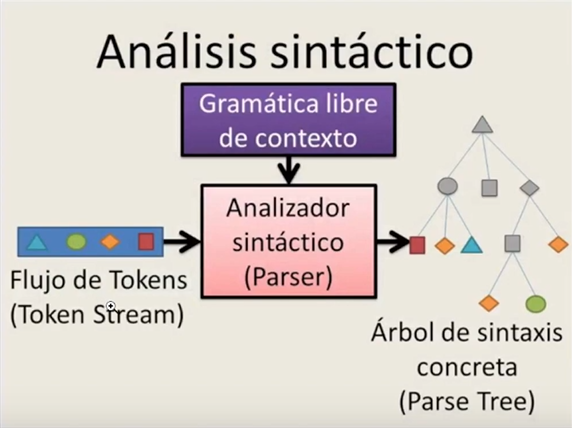 Análisis sintáctico
Gramática libre
de contexto
Analizador
sintáctico
(Parser)
Flujo de Tokens
(Token Stream)
Árbol de sintaxis
concreta
(Parse Tree)